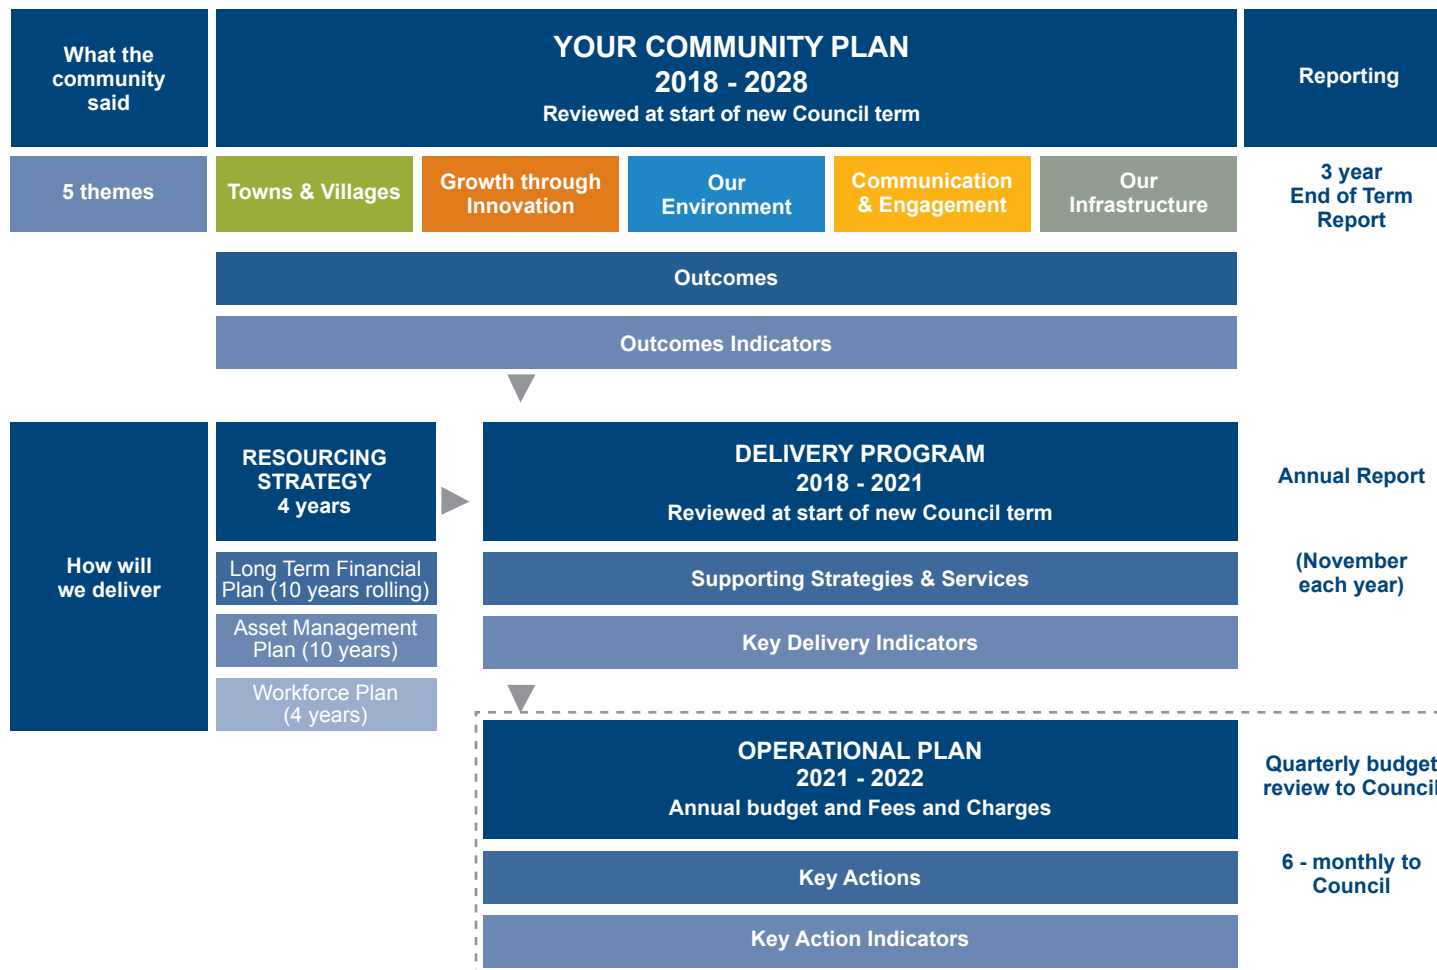 What the
community
said
YOUR COMMUNITY PLAN
2018 - 2028
Reviewed at start of new Council term
Reporting
5 themes
Towns & Villages
Growth through
Innovation
Our
Environment
Communication
& Engagement
Our
Infrastructure
3 year
End of Term
Report
Outcomes
Outcomes Indicators
How will
we deliver
RESOURCING
STRATEGY
4 years
Long Term Financial
Plan (10 years rolling)
Asset Management
Plan (10 years)
Workforce Plan
(4 years)
DELIVERY PROGRAM
2018 - 2021
Reviewed at start of new Council term
Supporting Strategies & Services
Key Delivery Indicators
Annual Report
(November
each year)
OPERATIONAL PLAN
2021 - 2022
Annual budget and Fees and Charges
Key Actions
Key Action Indicators
Quarterly budget
review to Council
6 - monthly to
Council